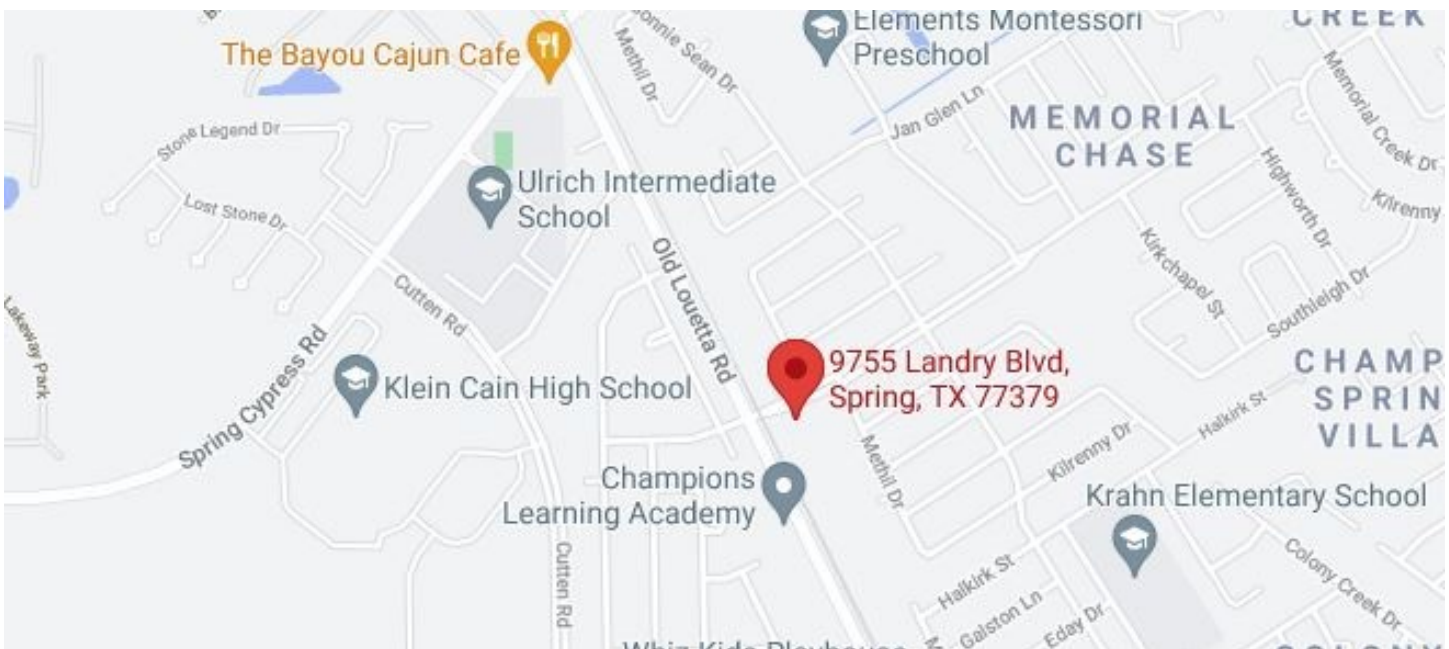 Elements Montessori
Preschool
CREEK
The Bayou Cajun Cafe
Methil Dr
Jan Glen Ln
MEMORIAL
CHASE
Memorial Creek Dr
Stone Legend Dr
Ulrich Intermediate
School
Highworth Dr
Kilrenny
Lost Stone Dr
Kirkchapel St
Old Louetta Rd
Southleigh Dr
Cutten Rd
Lakeway Park
Spring Cypress Rd
Klein Cain High School
9755 Landry Blvd,
Spring, TX 77379
CHAMP
SPRIN
VILLA
Halkirk St
Methil Dr
Kilrenny Dr
Champions
Learning Academy
Krahn Elementary School
Cutten Rd
Halkirk St
Colony Creek Dr
Galston Ln
Eday Dr